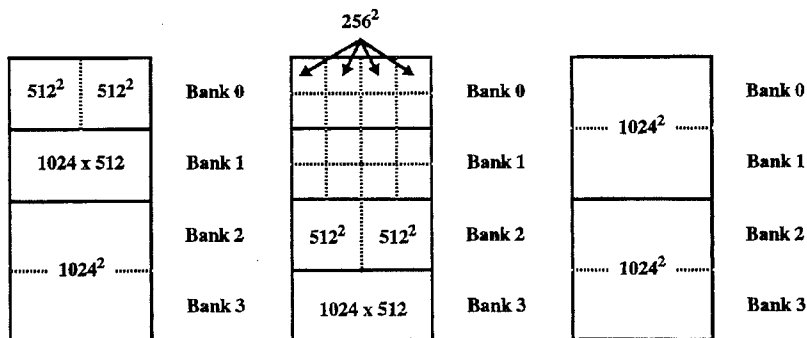 256²
512² 512² Bank 0
1024 x 512 Bank 1
1024² Bank 2
Bank 3
Bank 0
Bank 1
512² 512² Bank 2
1024 x 512 Bank 3
1024² Bank 0
Bank 1
1024² Bank 2
Bank 3